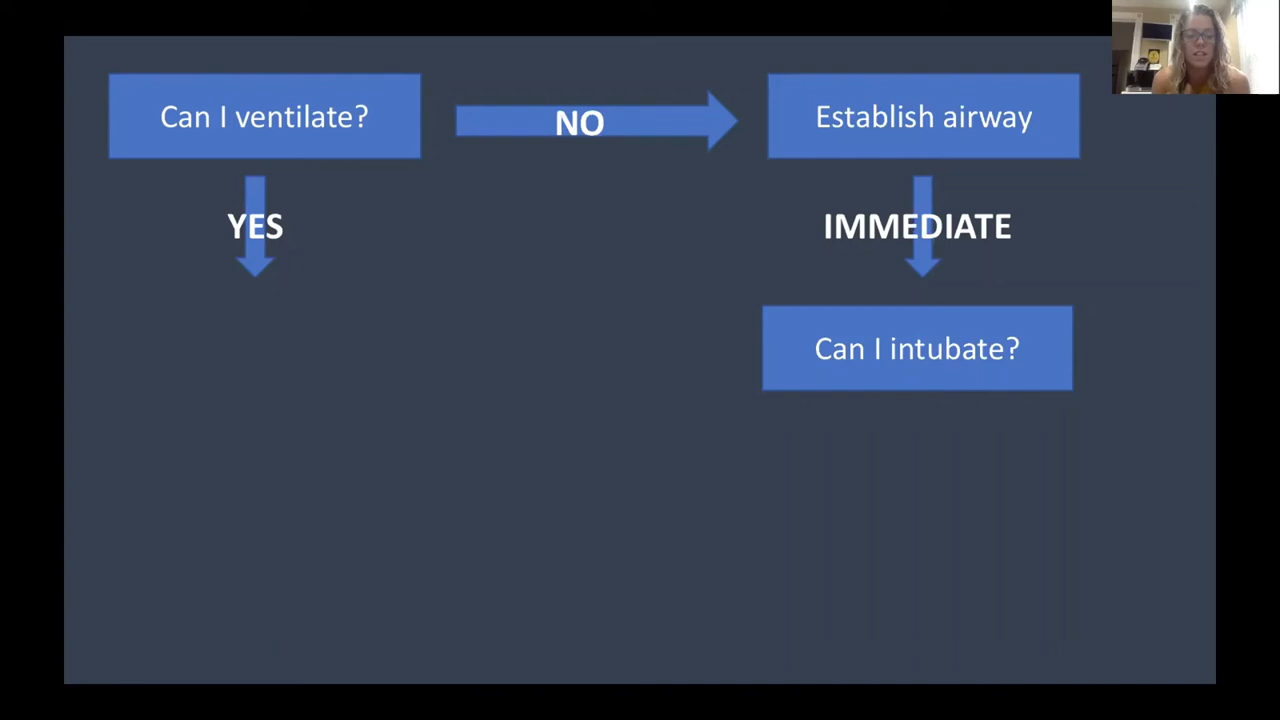 Can I ventilate?
NO
Establish airway
YES
IMMEDIATE
Can I intubate?